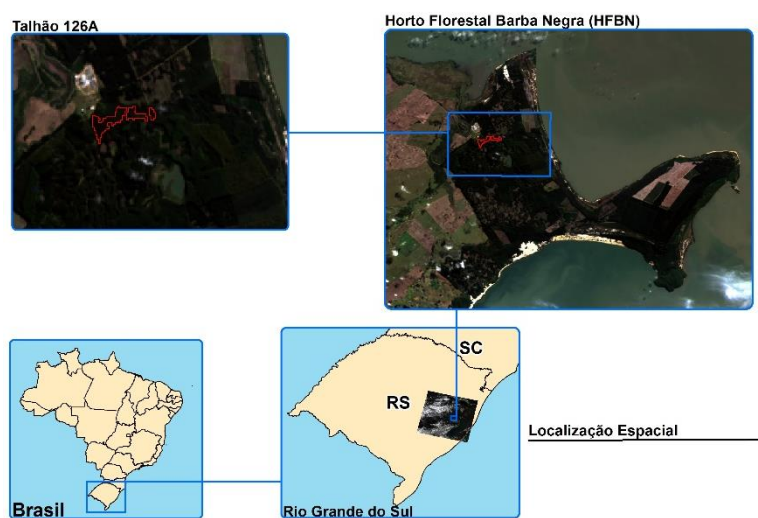 Talhão 126A
Horto Florestal Barba Negra (HFBN)
SC
RS
Localização Espacial
Brasil
Rio Grande do Sul